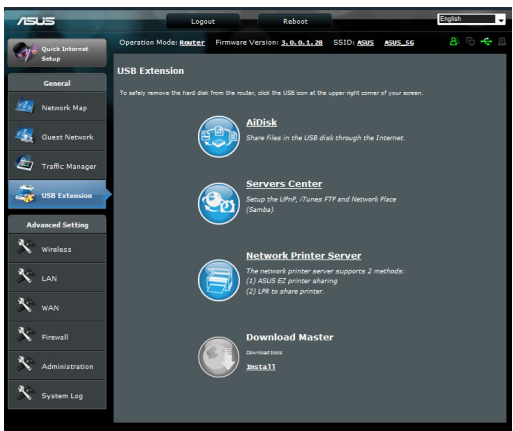 ASUS
Logout
Reboot
English
Quick Internet
Setup
Operation Mode: Router Firmware Version: 3.0.0.1.28 SSID: ASUS ASUS_5G
General
Network Map
Guest Network
Traffic Manager
USB Extension
Advanced Setting
Wireless
LAN
WAN
Firewall
Administration
System Log
USB Extension
To safely remove the hard disk from the router, click the USB icon at the upper right corner of your screen.
AiDisk
Share files in the USB disk through the Internet.
Servers Center
Setup the UPnP, iTunes FTP and Network Place
(Samba).
Network Printer Server
The network printer server supports 2 methods:
(1) ASUS EZ printer sharing
(2) LPR to share printer.
Download Master
Download tools
Install